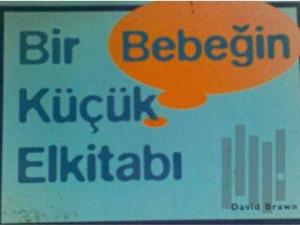 Bir Bebeğin
Küçük
Elkitabı
David Brawn